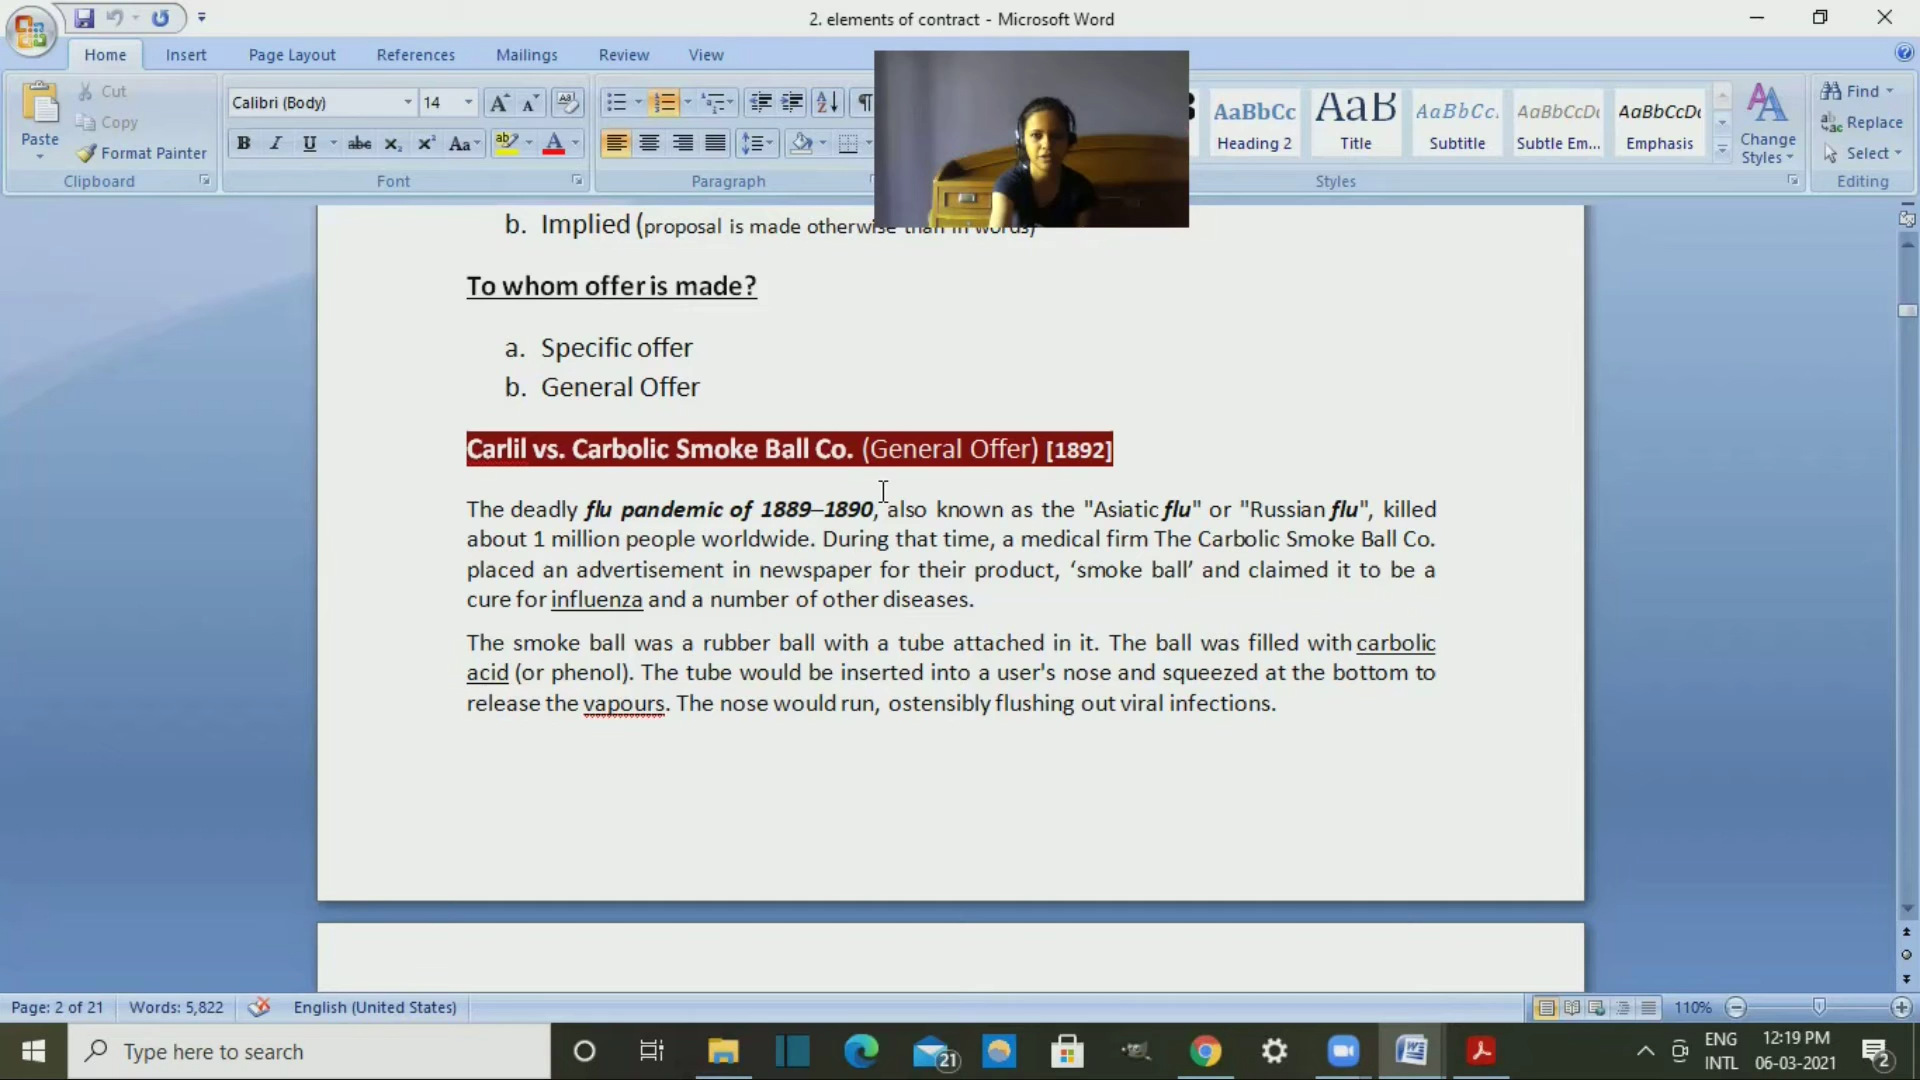 2. elements of contract - Microsoft Word
Home Insert Page Layout References Mailings Review View
Paste
Cut
Copy
Format Painter
Clipboard
Calibri (Body) 14
Font
Paragraph
AaBbCc Heading 2
AaB Title
AaBbCc. Subtitle
AaBbCcDc Subtle Em...
AaBbCcDc Emphasis
Change Styles
Styles
Find
Replace
Select
Editing
b. Implied (proposal is made otherwise than in words)
To whom offer is made?
a. Specific offer
b. General Offer
Carlil vs. Carbolic Smoke Ball Co. (General Offer) [1892]
The deadly flu pandemic of 1889–1890, also known as the "Asiatic flu" or "Russian flu", killed
about 1 million people worldwide. During that time, a medical firm The Carbolic Smoke Ball Co.
placed an advertisement in newspaper for their product, ‘smoke ball’ and claimed it to be a
cure for influenza and a number of other diseases.
The smoke ball was a rubber ball with a tube attached in it. The ball was filled with carbolic
acid (or phenol). The tube would be inserted into a user's nose and squeezed at the bottom to
release the vapours. The nose would run, ostensibly flushing out viral infections.
Page: 2 of 21 Words: 5,822 English (United States) 110%
Type here to search
21
ENG
INTL
12:19 PM
06-03-2021
2